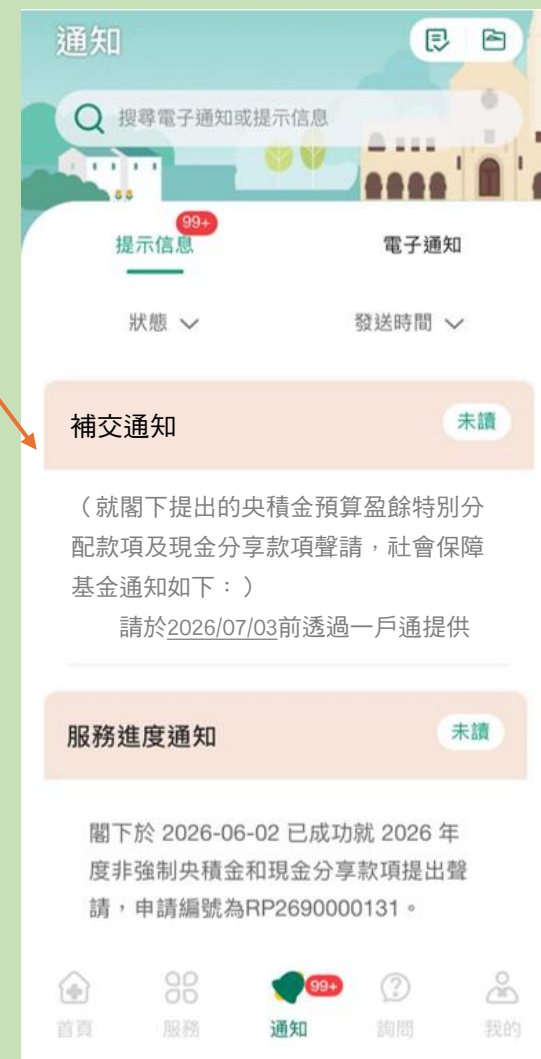 通知
搜尋電子通知或提示信息
99+
提示信息
電子通知
狀態
發送時間
補交通知
未讀
（就閣下提出的央積金預算盈餘特別分
配款項及現金分享款項聲請，社會保障
基金通知如下：）
請於2026/07/03前透過一戶通提供
服務進度通知
未讀
閣下於 2026-06-02 已成功就 2026 年
度非強制央積金和現金分享款項提出聲
請，申請編號為RP2690000131。
99+
首頁
服務
通知
詢問
我的